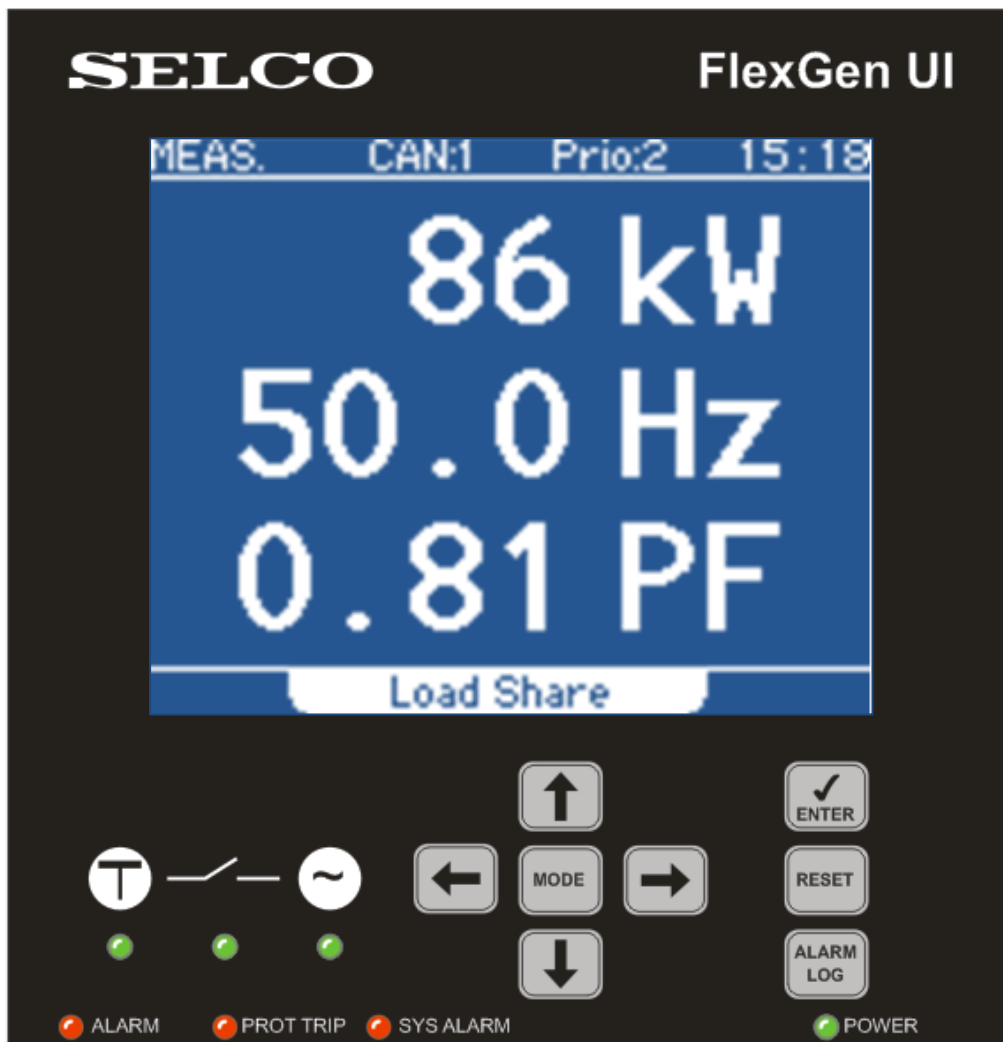 SELCO FlexGen UI
MEAS. CAN:1 Prio:2 15:18
86 kW
50.0 Hz
0.81 PF
Load Share
✓
ENTER
T ~ MODE RESET
ALARM
LOG
ALARM PROT TRIP SYS ALARM POWER